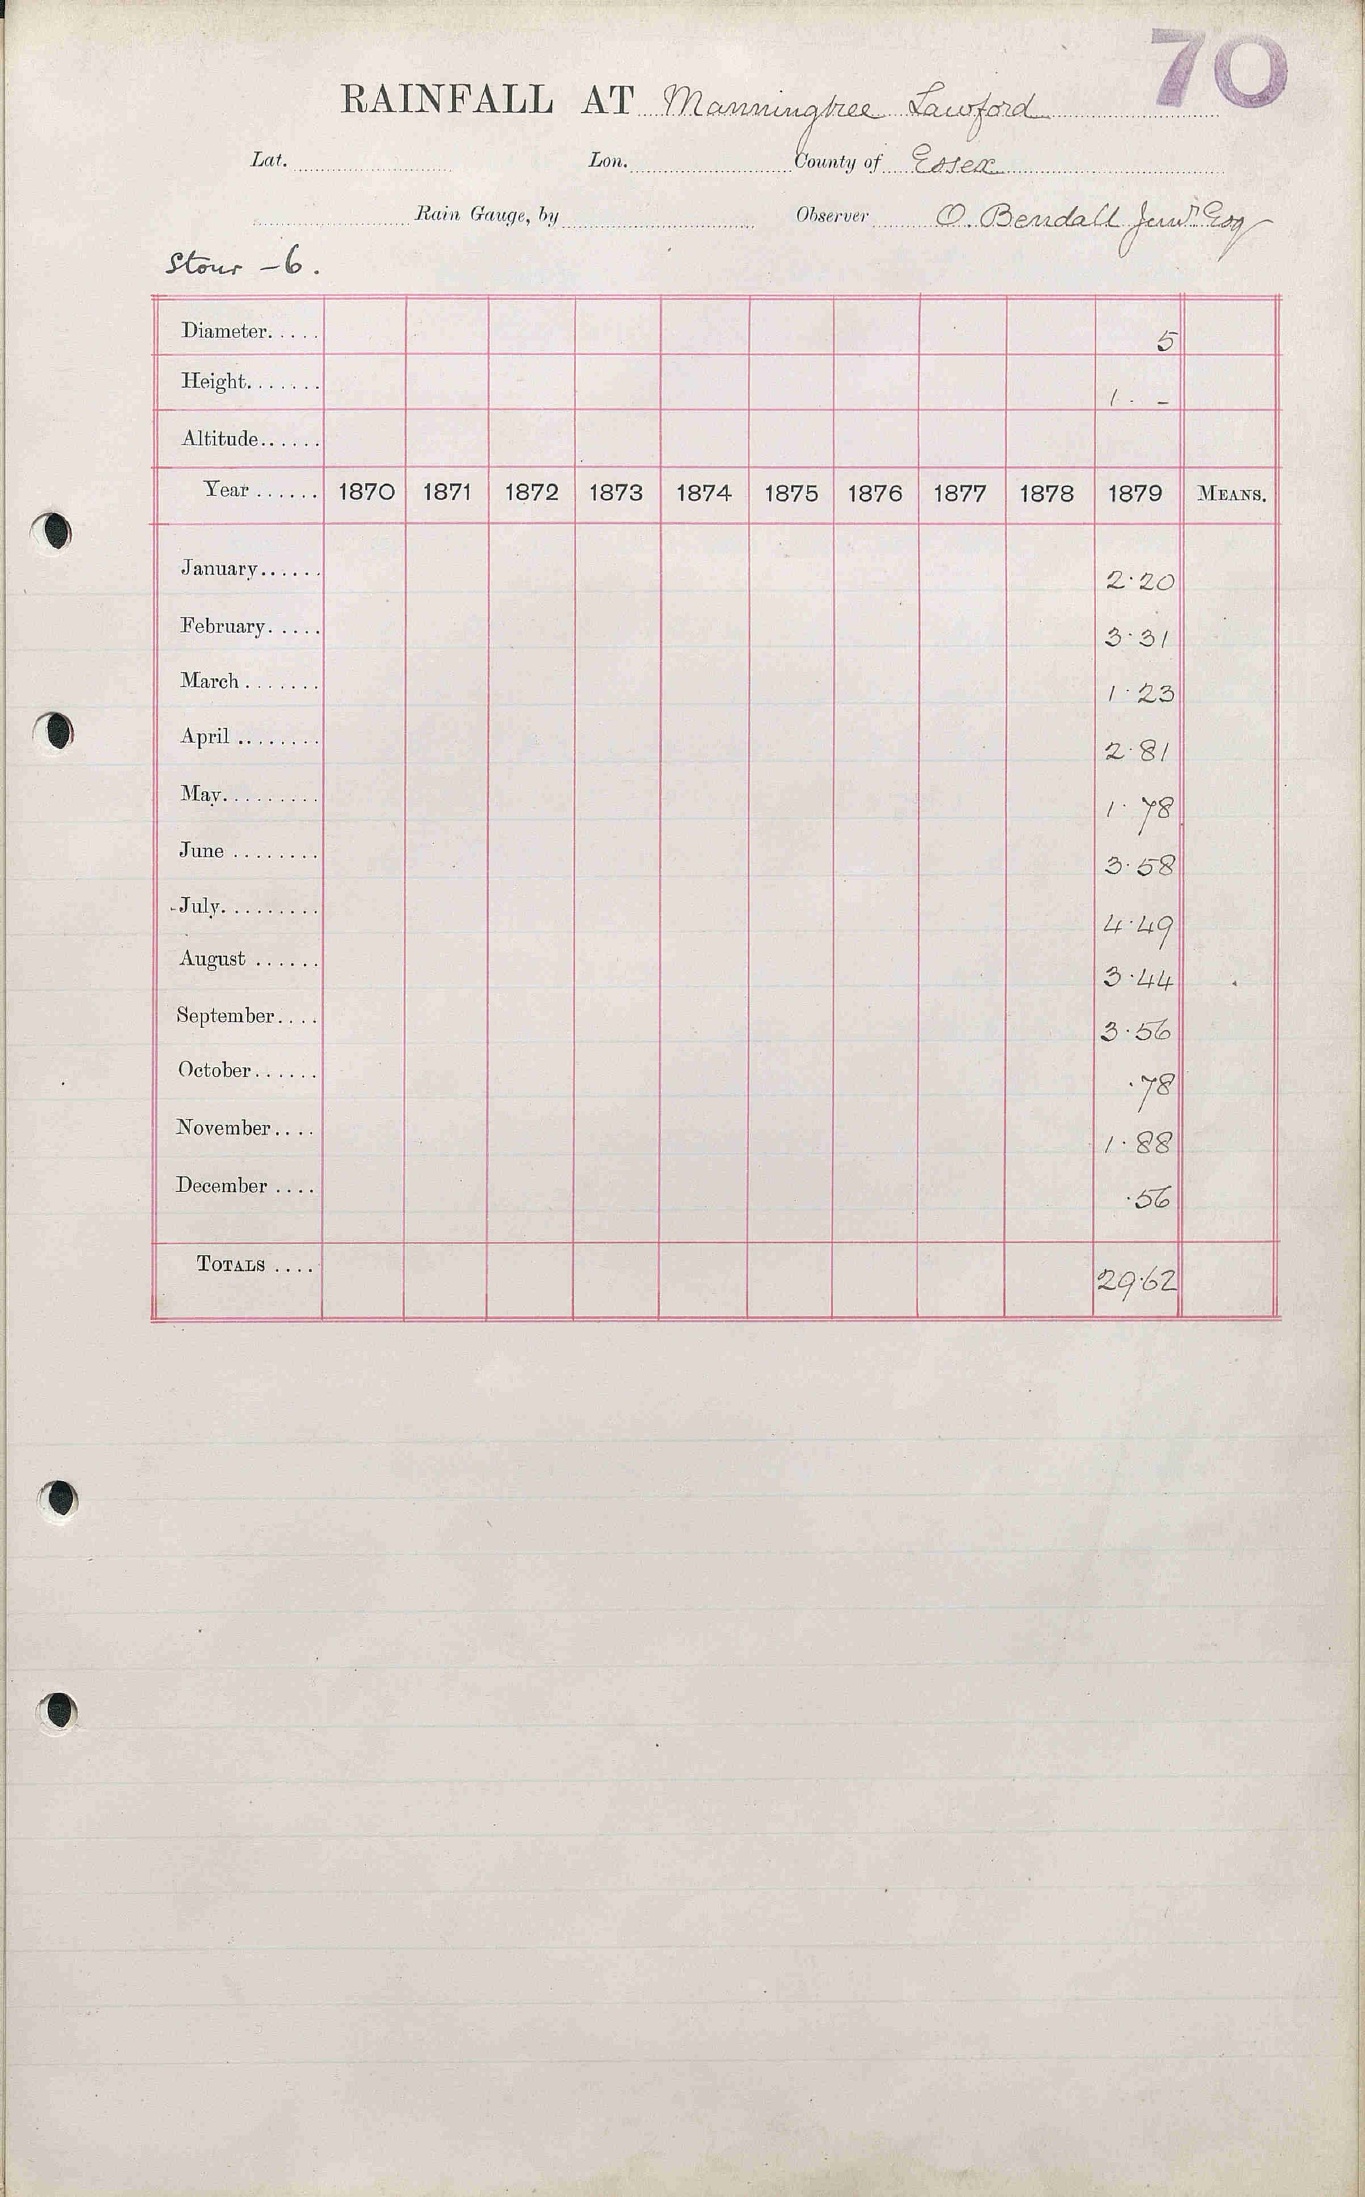 70
RAINFALL AT Manningtree Lawford
Lat. Lon. County of Essex
Rain Gauge, by Observer O. Bendall Junr Esq
Stour - 6.
Diameter..... 5
Height....... 1 . -
Altitude......
Year ...... 1870 1871 1872 1873 1874 1875 1876 1877 1878 1879 MEANS.
January...... 2.20
February..... 3.31
March ....... 1.23
April ........ 2.81
May......... 1.78
June ........ 3.58
July......... 4.49
August ...... 3.44
September.... 3.56
October...... .78
November.... 1.88
December .... .56
TOTALS .... 29.62